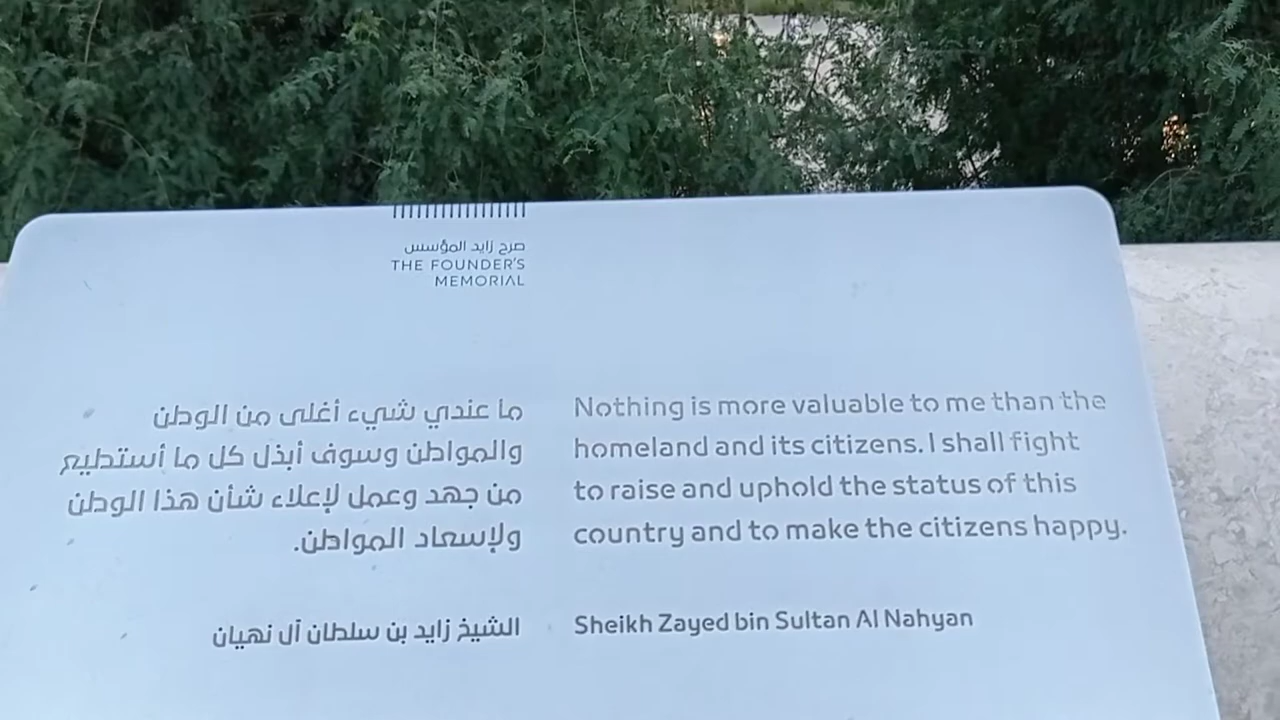 صرح زايد المؤسس
THE FOUNDER'S
MEMORIAL
ما عندي شيء أغلى من الوطن
والمواطن وسوف أبذل كل ما أستطيع
من جهد وعمل لإعلاء شأن هذا الوطن
ولإسعاد المواطن.
الشيخ زايد بن سلطان آل نهيان
Nothing is more valuable to me than the
homeland and its citizens. I shall fight
to raise and uphold the status of this
country and to make the citizens happy.
Sheikh Zayed bin Sultan Al Nahyan